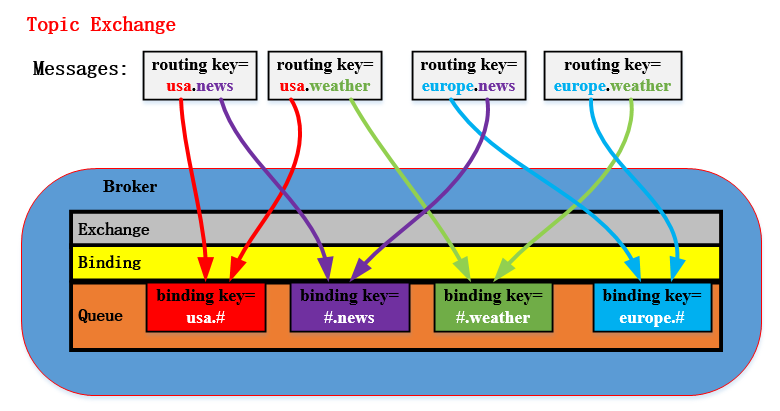 Topic Exchange
Messages:
routing key=
usa.news
routing key=
usa.weather
routing key=
europe.news
routing key=
europe.weather
Broker
Exchange
Binding
Queue
binding key=
usa.#
binding key=
#.news
binding key=
#.weather
binding key=
europe.#